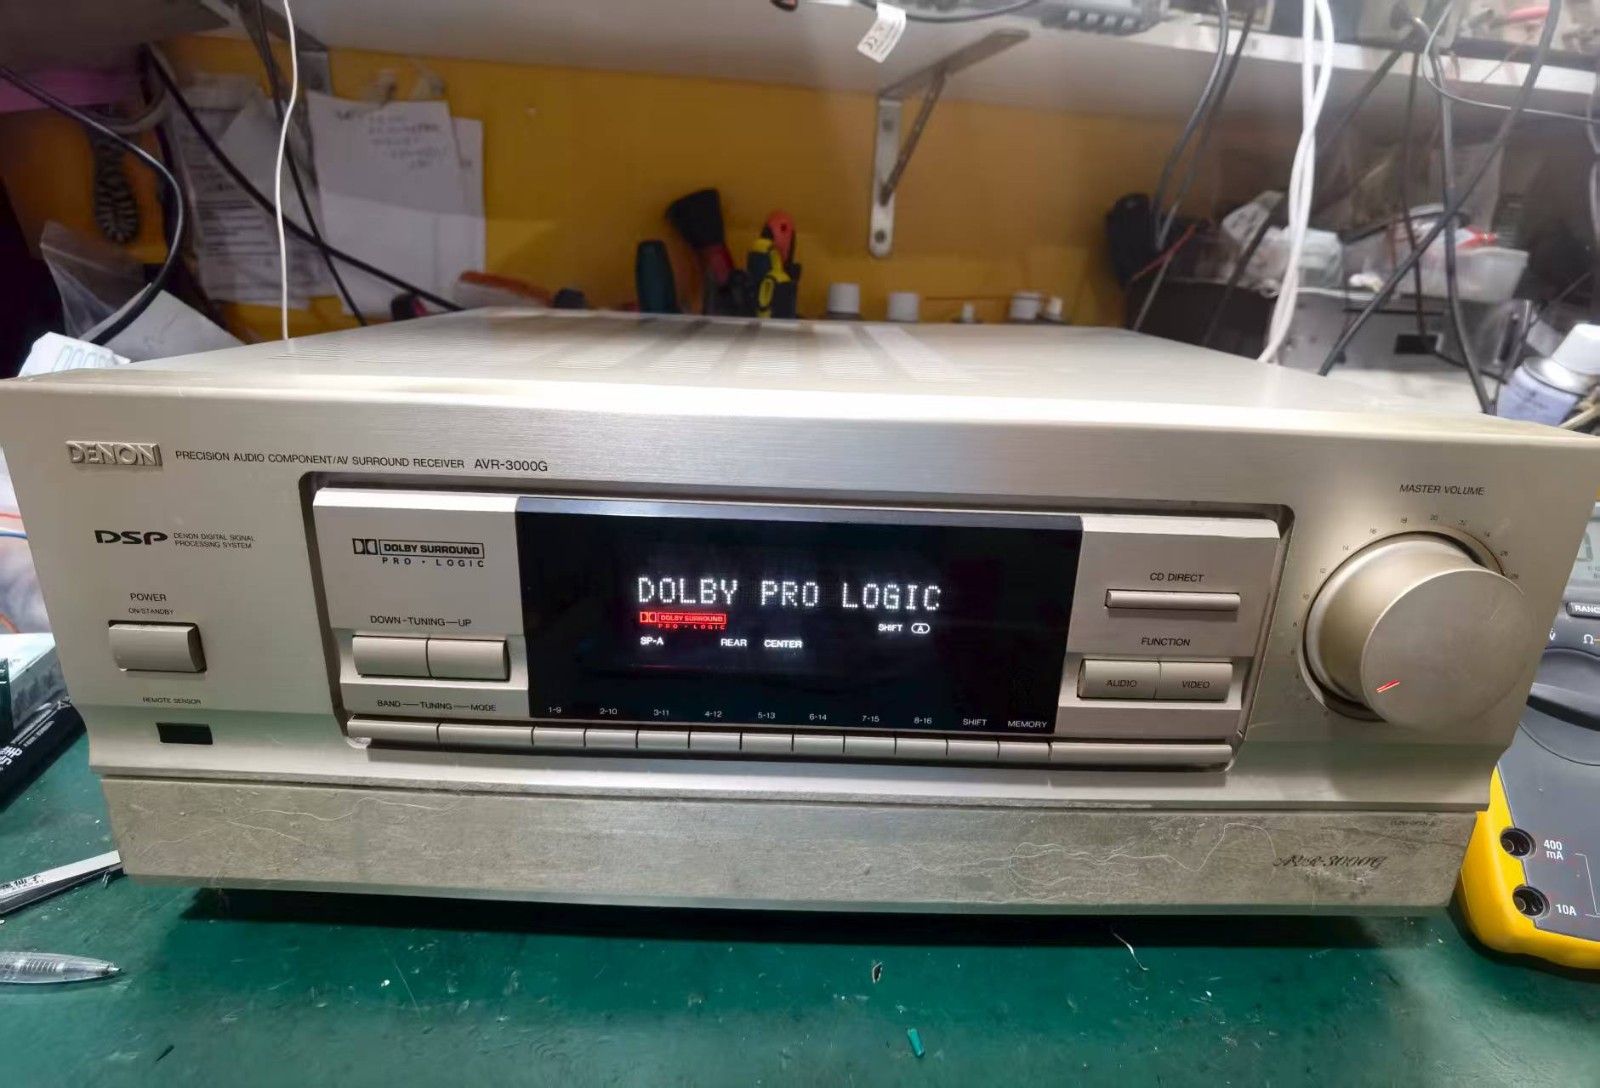 DENON
PRECISION AUDIO COMPONENT/AV SURROUND RECEIVER AVR-3000G
MASTER VOLUME
DSP DENON DIGITAL SIGNAL
PROCESSING SYSTEM
DOLBY SURROUND
PRO • LOGIC
POWER
ON/STANDBY
DOWN-TUNING-UP
REMOTE SENSOR
BAND TUNING MODE
DOLBY PRO LOGIC
DOLBY SURROUND
PRO • LOGIC
SHIFT A
SP-A REAR CENTER
1-9 2-10 3-11 4-12 5-13 6-14 7-15 8-16 SHIFT MEMORY
CD DIRECT
FUNCTION
AUDIO VIDEO
AVR-3000G
RANG
400
mA
10A